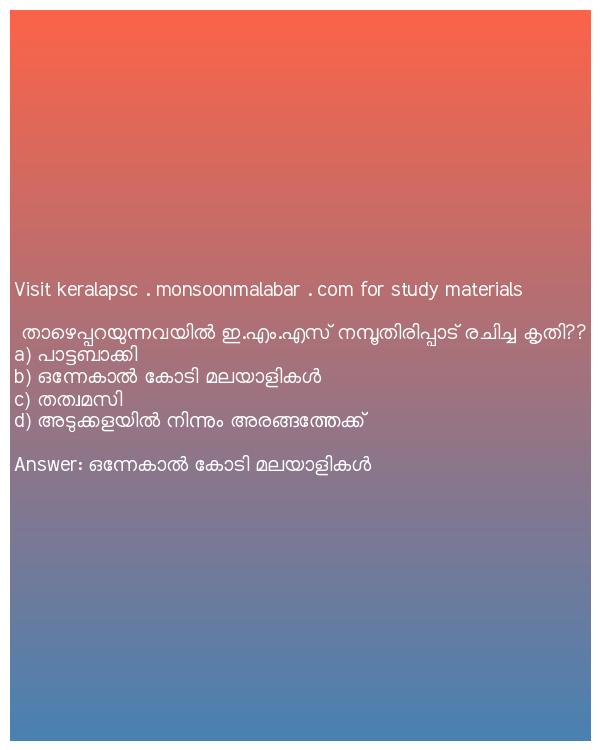 Visit keralapsc . monsoonmalabar . com for study materials
താഴെപ്പറയുന്നവയിൽ ഇ.എം.എസ് നമ്പൂതിരിപ്പാട് രചിച്ച കൃതി??
a) പാട്ടബാക്കി
b) ഒന്നേകാൽ കോടി മലയാളികൾ
c) തത്വമസി
d) അടുക്കളയിൽ നിന്നും അരങ്ങത്തേക്ക്
Answer: ഒന്നേകാൽ കോടി മലയാളികൾ